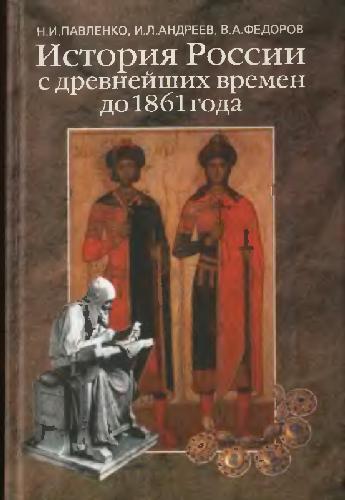 Н.И.ПАВЛЕНКО, И.Л.АНДРЕЕВ, В.А.ФЕДОРОВ
История России
с древнейших времен
до 1861 года